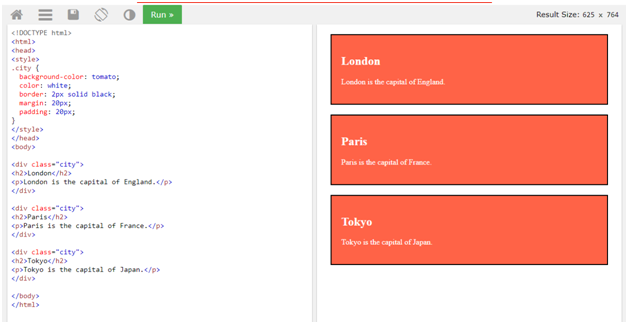 Run »
Result Size: 625 x 764
<!DOCTYPE html>
<html>
<head>
<style>
.city {
  background-color: tomato;
  color: white;
  border: 2px solid black;
  margin: 20px;
  padding: 20px;
}
</style>
</head>
<body>

<div class="city">
<h2>London</h2>
<p>London is the capital of England.</p>
</div>

<div class="city">
<h2>Paris</h2>
<p>Paris is the capital of France.</p>
</div>

<div class="city">
<h2>Tokyo</h2>
<p>Tokyo is the capital of Japan.</p>
</div>

</body>
</html>
London
London is the capital of England.
Paris
Paris is the capital of France.
Tokyo
Tokyo is the capital of Japan.